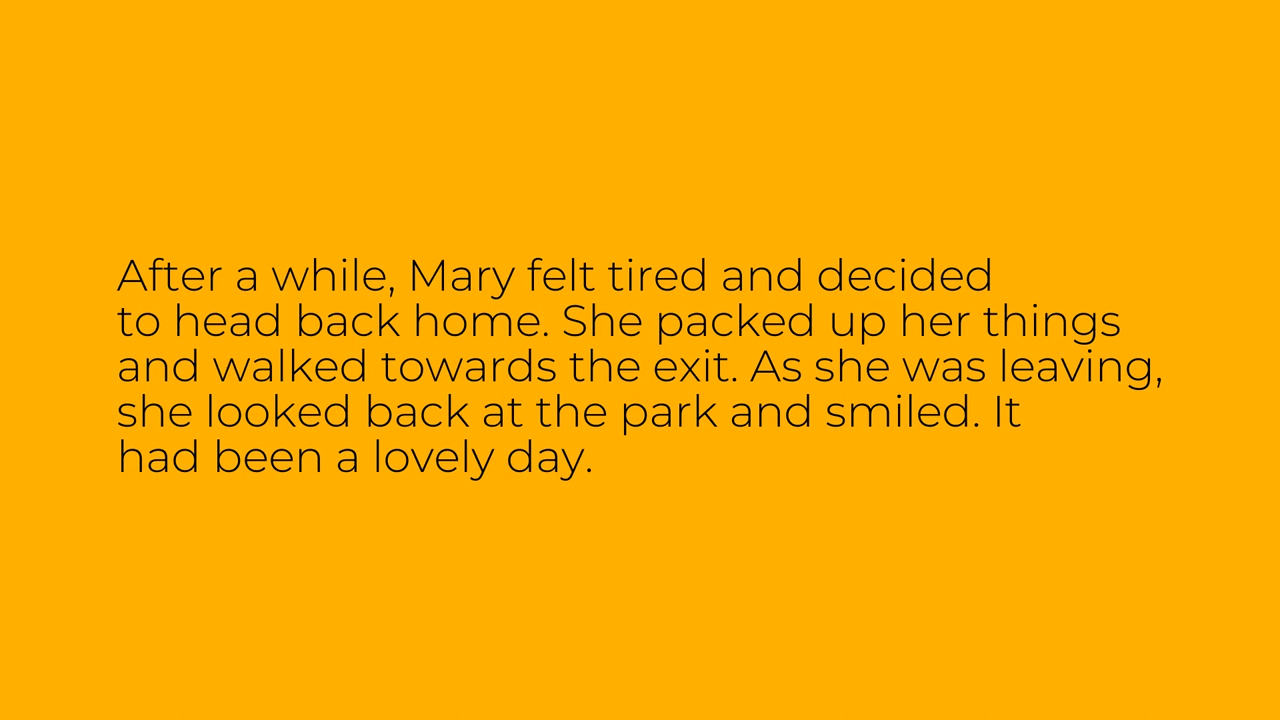 After a while, Mary felt tired and decided
to head back home. She packed up her things
and walked towards the exit. As she was leaving,
she looked back at the park and smiled. It
had been a lovely day.